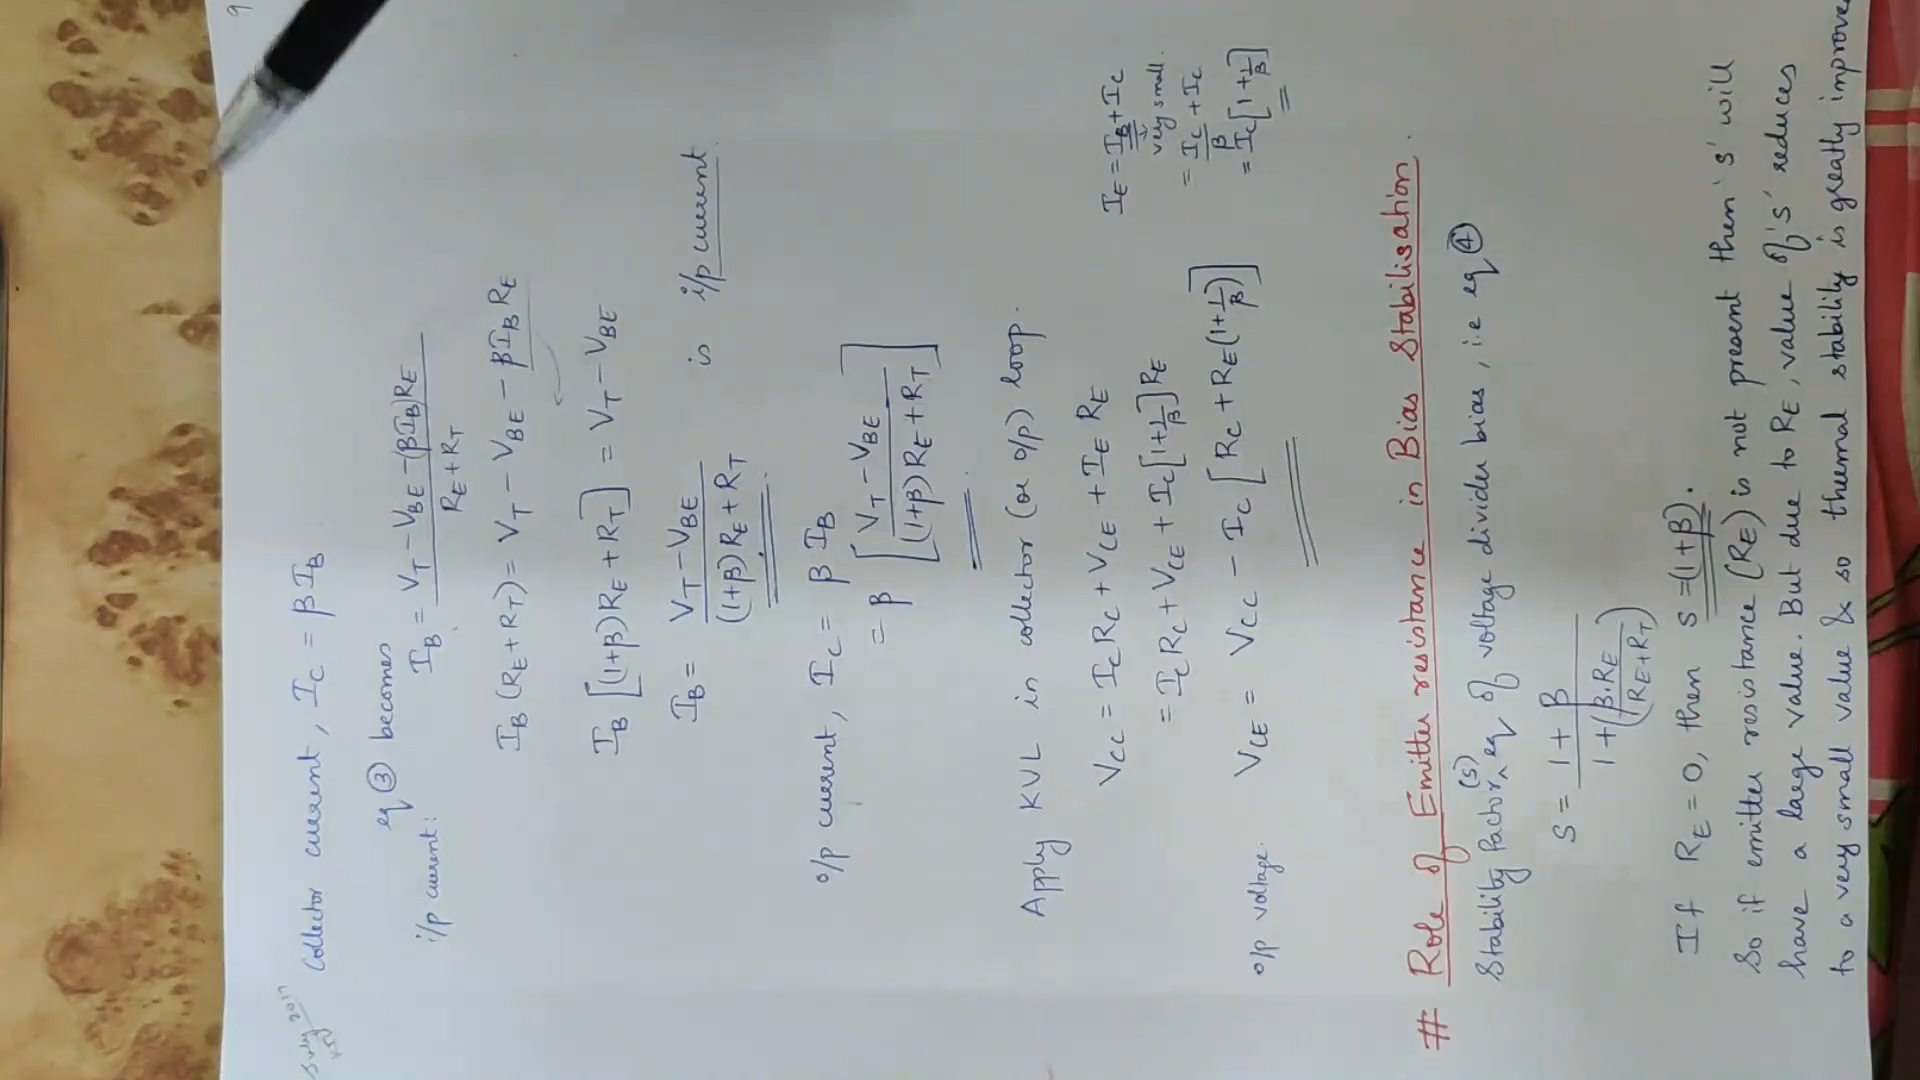 9
July 2017
Collector current, I_C = β I_B
eq ③ becomes
i/p current: I_B = (V_T - V_BE - (βI_B)R_E) / (R_E + R_T)
I_B (R_E + R_T) = V_T - V_BE - βI_B R_E
I_B [(1+β)R_E + R_T] = V_T - V_BE
I_B = (V_T - V_BE) / ((1+β)R_E + R_T) is i/p current.
o/p current, I_C = β I_B
= β [(V_T - V_BE) / ((1+β)R_E + R_T)]
Apply KVL in collector (or o/p) loop.
V_CC = I_C R_C + V_CE + I_E R_E
= I_C R_C + V_CE + I_C [1 + 1/β] R_E
o/p voltage. V_CE = V_CC - I_C [R_C + R_E (1 + 1/β)]
I_E = I_B + I_C
very small.
= I_C/β + I_C
= I_C [1 + 1/β]
# Role of Emitter resistance in Bias Stabilisation.
Stability Factor (S) eq of voltage divider bias, i.e eq ④
S = (1 + β) / (1 + (β.R_E / (R_E + R_T)))
If R_E = 0, then S = (1+β).
So if emitter resistance (R_E) is not present then 's' will
have a large value. But due to R_E, value of 's' reduces
to a very small value & so thermal stability is greatly improve